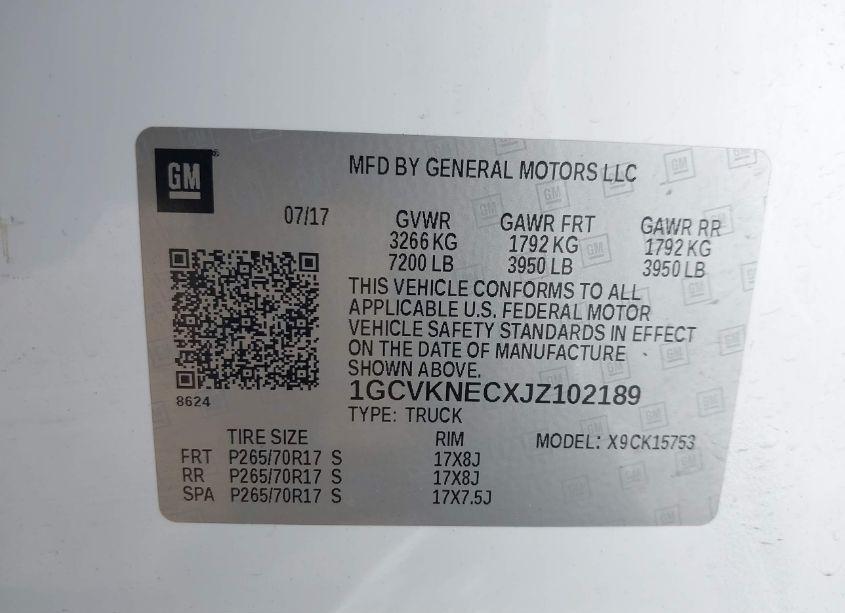 GM
MFD BY GENERAL MOTORS LLC
07/17
GVWR GAWR FRT GAWR RR
3266 KG 1792 KG 1792 KG
7200 LB 3950 LB 3950 LB
THIS VEHICLE CONFORMS TO ALL
APPLICABLE U.S. FEDERAL MOTOR
VEHICLE SAFETY STANDARDS IN EFFECT
ON THE DATE OF MANUFACTURE
SHOWN ABOVE.
1GCVKNECXJZ102189
8624
TYPE: TRUCK
TIRE SIZE RIM MODEL: X9CK15753
FRT P265/70R17 S 17X8J
RR P265/70R17 S 17X8J
SPA P265/70R17 S 17X7.5J